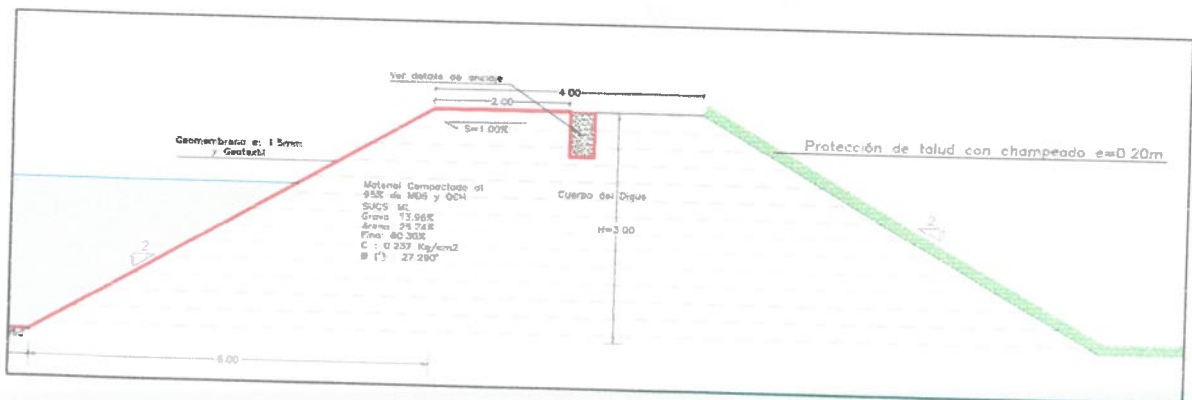 Ver detalle de anclaje
4.00
2.00
S=1.00%
Geomembrana e: 1.5mm
y Geotextil
Protección de talud con champeado e=0.20m
Material Compactado al
95% de MDS y OCH
SUCS: ML
Grava: 13.96%
Arena: 25.74%
Fino: 60.30%
C : 0.237 Kg/cm2
Ø (°) : 27.290°
Cuerpo del Dique
H=3.00
2
2
6.00